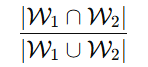 |𝒲₁ ∩ 𝒲₂|
|𝒲₁ ∪ 𝒲₂|